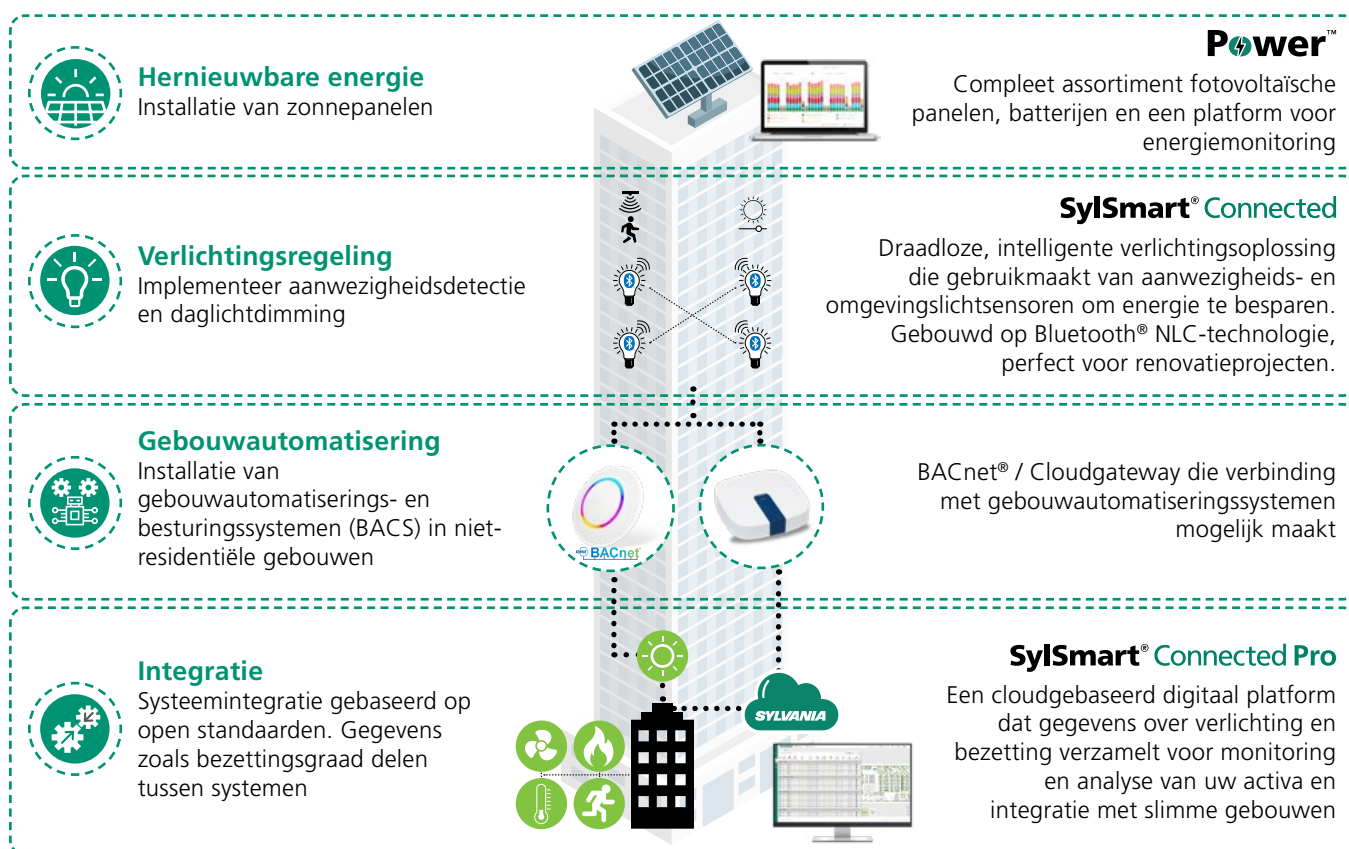 Hernieuwbare energie
Installatie van zonnepanelen
Power™
Compleet assortiment fotovoltaïsche
panelen, batterijen en een platform voor
energiemonitoring
Verlichtingsregeling
Implementeer aanwezigheidsdetectie
en daglichtdimming
SylSmart® Connected
Draadloze, intelligente verlichtingsoplossing
die gebruikmaakt van aanwezigheids- en
omgevingslichtsensoren om energie te besparen.
Gebouwd op Bluetooth® NLC-technologie,
perfect voor renovatieprojecten.
Gebouwautomatisering
Installatie van
gebouwautomatiserings- en
besturingssystemen (BACS) in niet-
residentiële gebouwen
BACnet
BACnet® / Cloudgateway die verbinding
met gebouwautomatiseringssystemen
mogelijk maakt
Integratie
Systeemintegratie gebaseerd op
open standaarden. Gegevens
zoals bezettingsgraad delen
tussen systemen
SYLVANIA
SylSmart® Connected Pro
Een cloudgebaseerd digitaal platform
dat gegevens over verlichting en
bezetting verzamelt voor monitoring
en analyse van uw activa en
integratie met slimme gebouwen